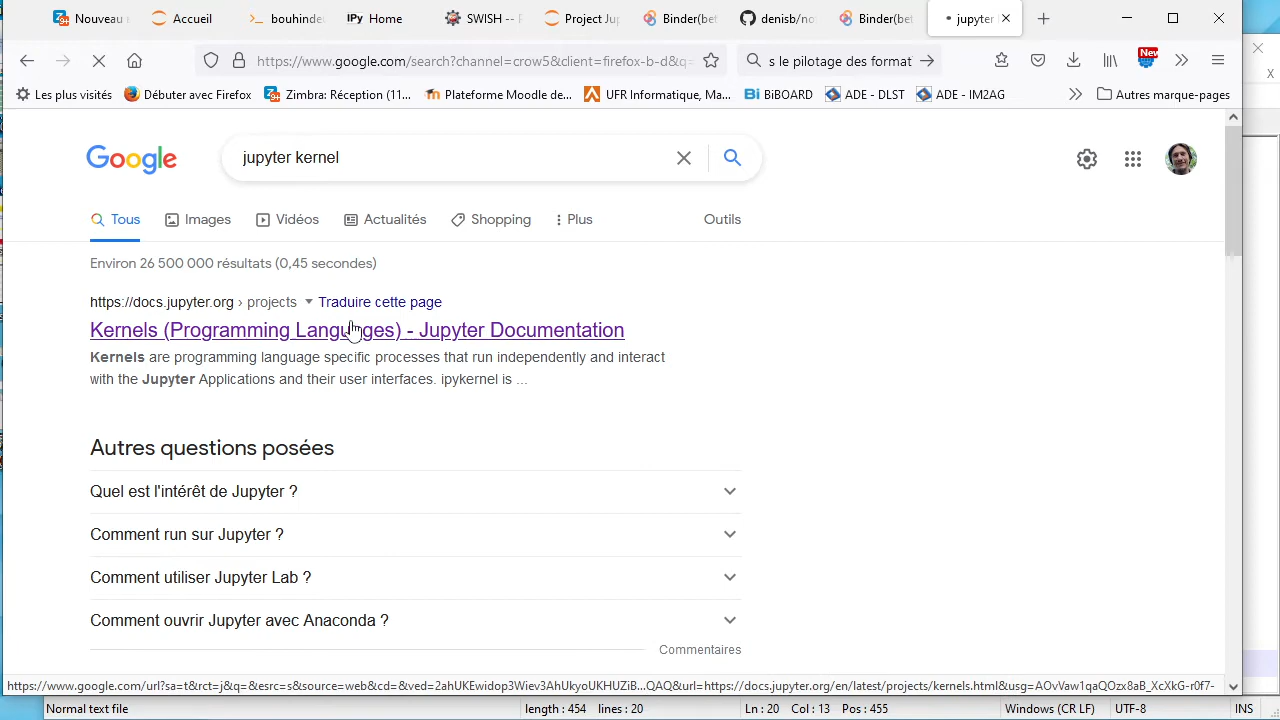 Nouveau
Accueil
bouhindel
IPy Home
SWISH --
Project Ju
Binder(bet
denisb/no
Binder(bet
jupyter
https://www.google.com/search?channel=crow5&client=firefox-b-d&q=
s le pilotage des format
New
Les plus visités
Débuter avec Firefox
Zimbra: Réception (11...
Plateforme Moodle de...
UFR Informatique, Ma...
Bi BiBOARD
ADE - DLST
ADE - IM2AG
Autres marque-pages
X
Google
jupyter kernel
Tous
Images
Vidéos
Actualités
Shopping
Plus
Outils
Environ 26 500 000 résultats (0,45 secondes)
https://docs.jupyter.org › projects Traduire cette page
Kernels (Programming Languages) - Jupyter Documentation
Kernels are programming language specific processes that run independently and interact
with the Jupyter Applications and their user interfaces. ipykernel is ...
Autres questions posées
Quel est l'intérêt de Jupyter ?
Comment run sur Jupyter ?
Comment utiliser Jupyter Lab ?
Comment ouvrir Jupyter avec Anaconda ?
Commentaires
https://www.google.com/url?sa=t&rct=j&q=&esrc=s&source=web&cd=&ved=2ahUKEwidop3Wiev3AhUkyoUKHUZiB...QAQ&url=https://docs.jupyter.org/en/latest/projects/kernels.html&usg=AOvVaw1qaQOzx8aB_XcXkG-r0f7-
Normal text file
length : 454 lines : 20
Ln : 20 Col : 13 Pos : 455
Windows (CR LF)
UTF-8
INS